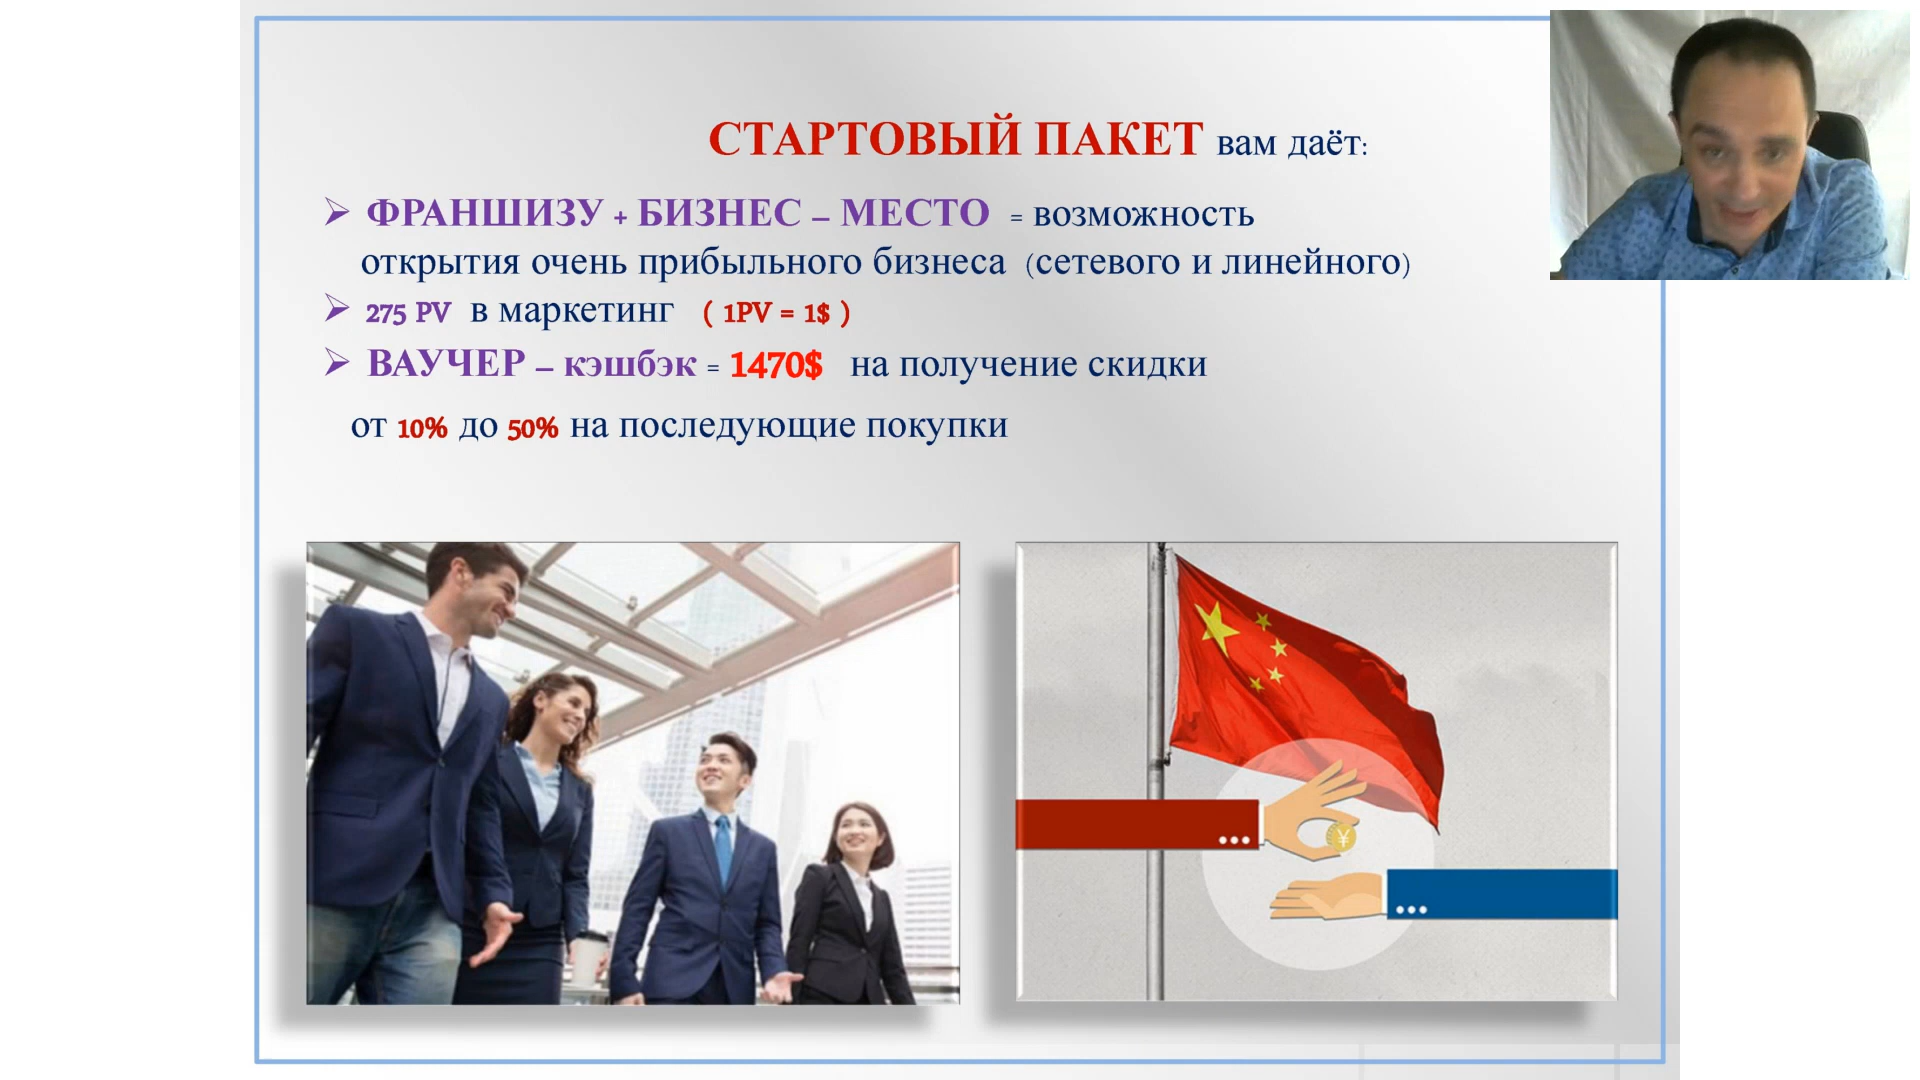 СТАРТОВЫЙ ПАКЕТ вам даёт:
➢ ФРАНШИЗУ + БИЗНЕС – МЕСТО = возможность
открытия очень прибыльного бизнеса (сетевого и линейного)
➢ 275 PV в маркетинг ( 1PV = 1$ )
➢ ВАУЧЕР – кэшбэк = 1470$ на получение скидки
от 10% до 50% на последующие покупки
¥